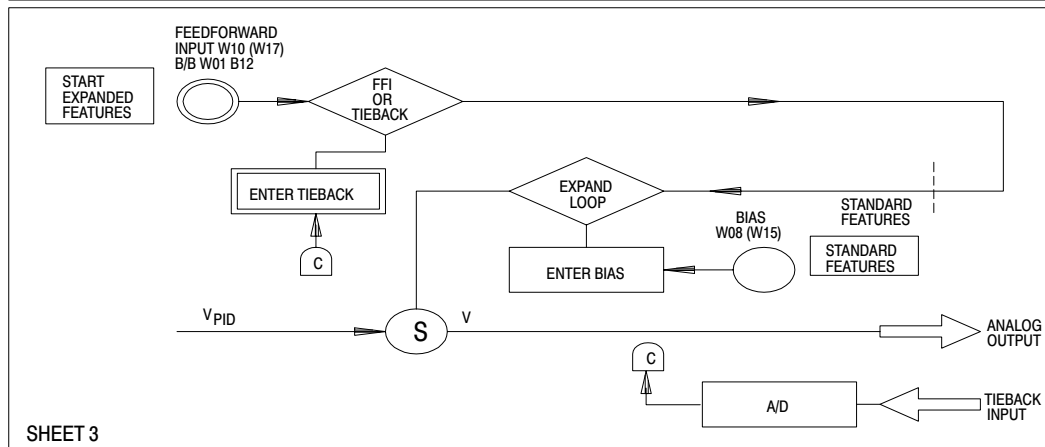 FEEDFORWARD
INPUT W10 (W17)
B/B W01 B12
START
EXPANDED
FEATURES
FFI
OR
TIEBACK
ENTER TIEBACK
C
EXPAND
LOOP
STANDARD
FEATURES
BIAS
W08 (W15)
STANDARD
FEATURES
ENTER BIAS
VPID
S
V
ANALOG
OUTPUT
C
A/D
TIEBACK
INPUT
SHEET 3